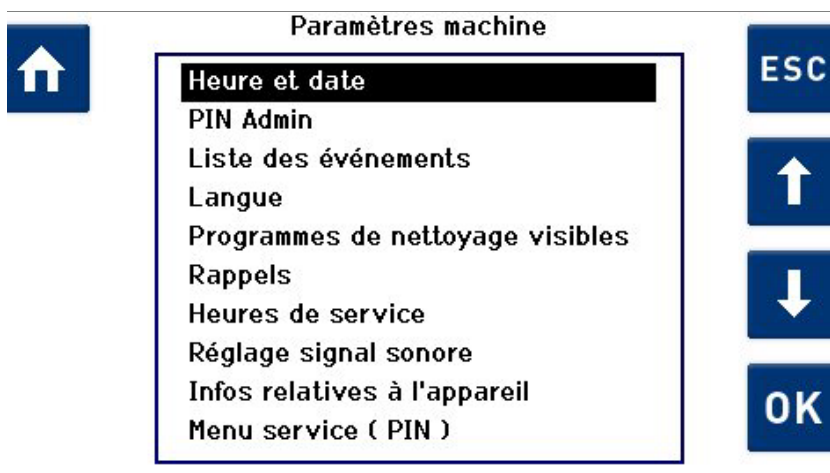 Paramètres machine
ESC
Heure et date
PIN Admin
Liste des événements
Langue
Programmes de nettoyage visibles
Rappels
Heures de service
Réglage signal sonore
Infos relatives à l'appareil
OK
Menu service ( PIN )